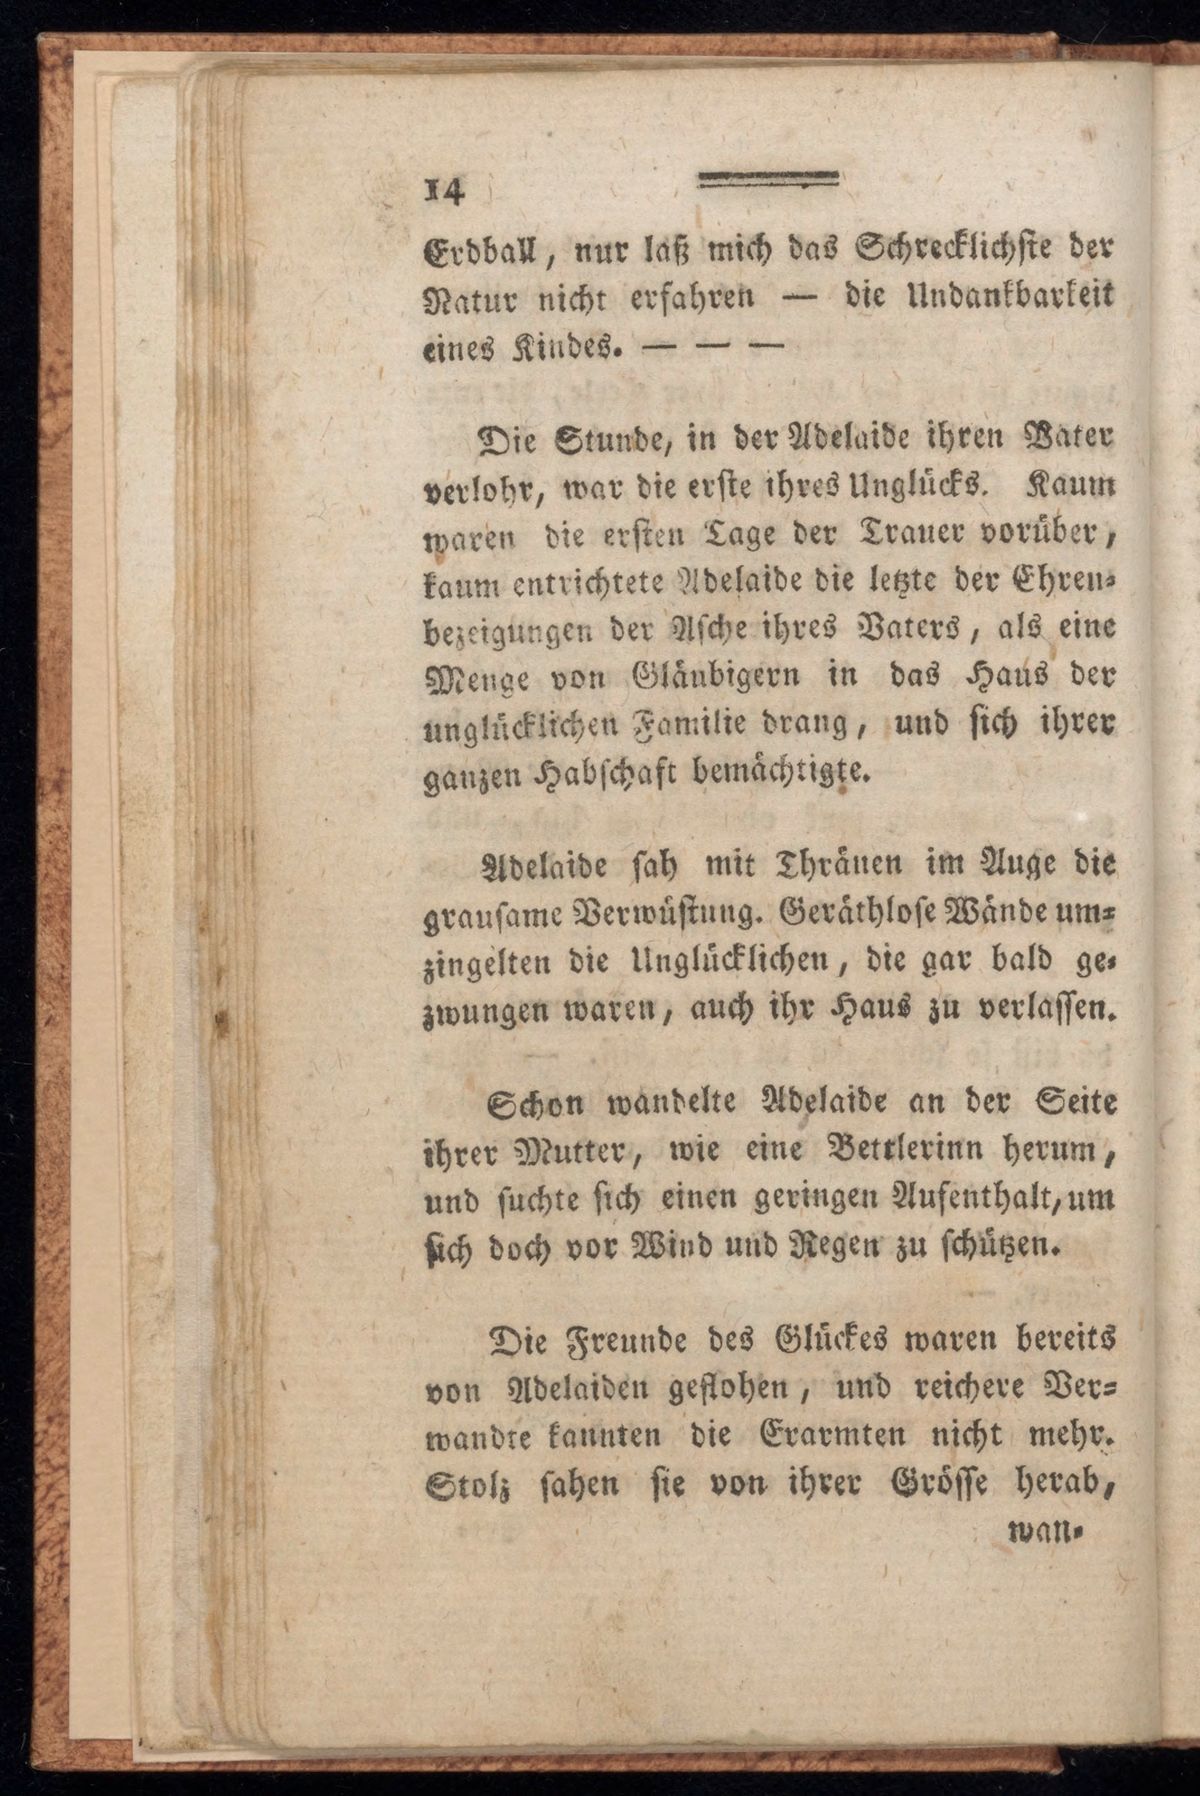 14
Erdball, nur laß mich das Schrecklichste der
Natur nicht erfahren — die Undankbarkeit
eines Kindes. — — —
Die Stunde, in der Adelaide ihren Vater
verlohr, war die erste ihres Unglücks. Kaum
waren die ersten Tage der Trauer vorüber,
kaum entrichtete Adelaide die letzte der Ehren-
bezeigungen der Asche ihres Vaters, als eine
Menge von Gläubigern in das Haus der
unglücklichen Familie drang, und sich ihrer
ganzen Habschaft bemächtigte.
Adelaide sah mit Thränen im Auge die
grausame Verwüstung. Geräthlose Wände um-
zingelten die Unglücklichen, die gar bald ge-
zwungen waren, auch ihr Haus zu verlassen.
Schon wandelte Adelaide an der Seite
ihrer Mutter, wie eine Bettlerinn herum,
und suchte sich einen geringen Aufenthalt, um
sich doch vor Wind und Regen zu schützen.
Die Freunde des Glückes waren bereits
von Adelaiden geflohen, und reichere Ver-
wandte kannten die Erarmten nicht mehr.
Stolz sahen sie von ihrer Grösse herab,
wan-